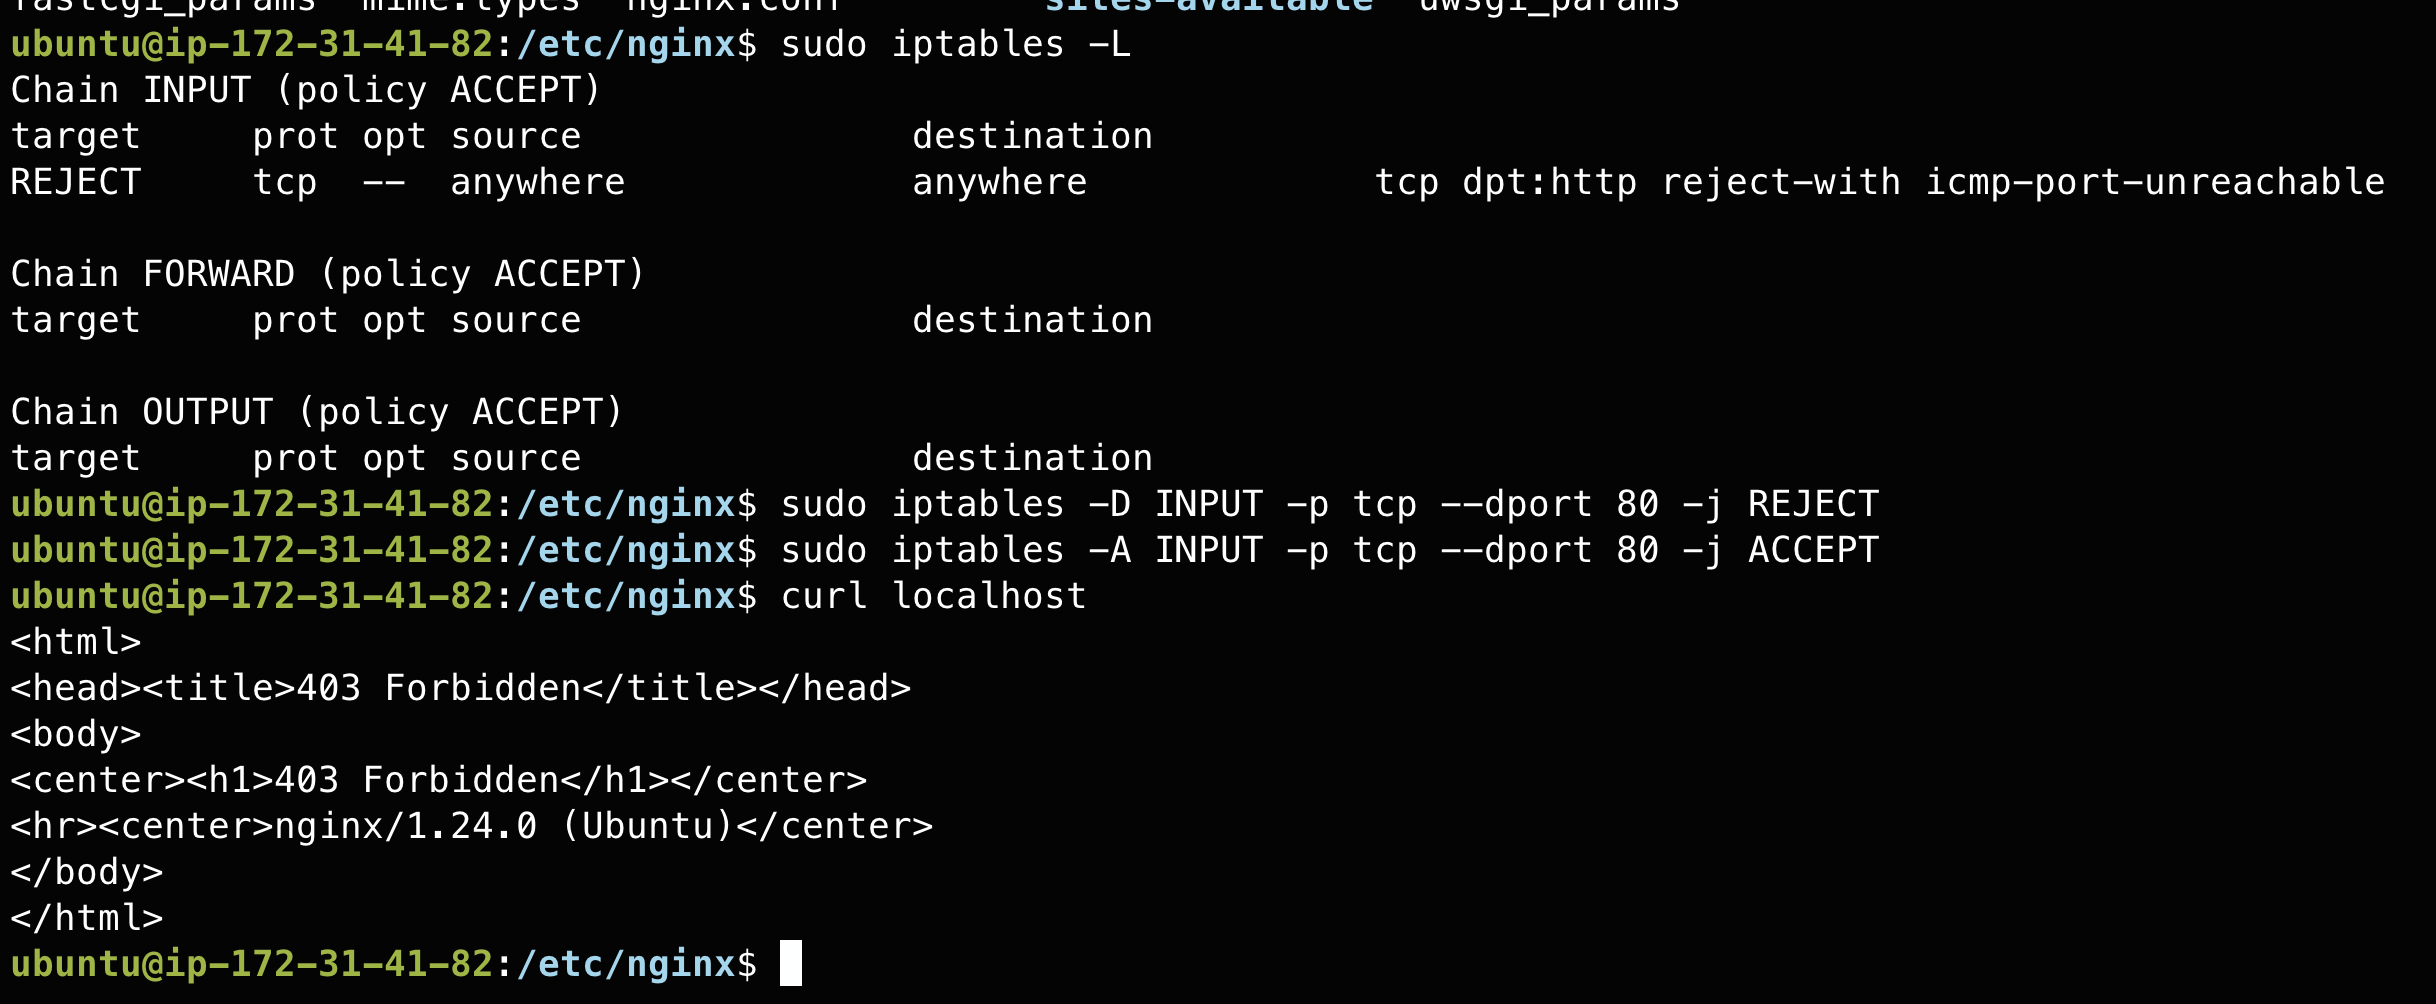 fastcgi_params  mime.types  nginx.conf         sites-available  uwsgi_params
ubuntu@ip-172-31-41-82:/etc/nginx$ sudo iptables -L
Chain INPUT (policy ACCEPT)
target     prot opt source               destination
REJECT     tcp  --  anywhere             anywhere             tcp dpt:http reject-with icmp-port-unreachable

Chain FORWARD (policy ACCEPT)
target     prot opt source               destination

Chain OUTPUT (policy ACCEPT)
target     prot opt source               destination
ubuntu@ip-172-31-41-82:/etc/nginx$ sudo iptables -D INPUT -p tcp --dport 80 -j REJECT
ubuntu@ip-172-31-41-82:/etc/nginx$ sudo iptables -A INPUT -p tcp --dport 80 -j ACCEPT
ubuntu@ip-172-31-41-82:/etc/nginx$ curl localhost
<html>
<head><title>403 Forbidden</title></head>
<body>
<center><h1>403 Forbidden</h1></center>
<hr><center>nginx/1.24.0 (Ubuntu)</center>
</body>
</html>
ubuntu@ip-172-31-41-82:/etc/nginx$